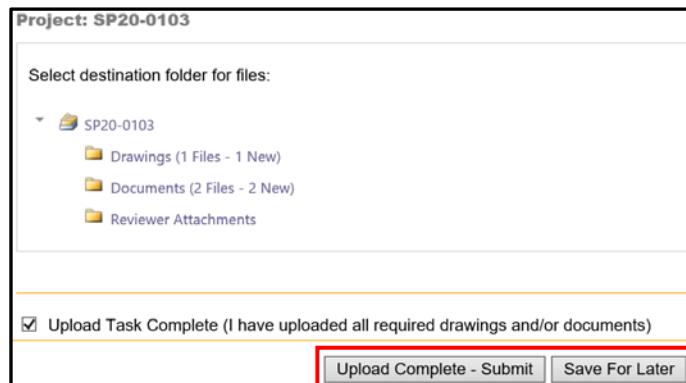 Project: SP20-0103
Select destination folder for files:
SP20-0103
Drawings (1 Files - 1 New)
Documents (2 Files - 2 New)
Reviewer Attachments
Upload Task Complete (I have uploaded all required drawings and/or documents)
Upload Complete - Submit Save For Later